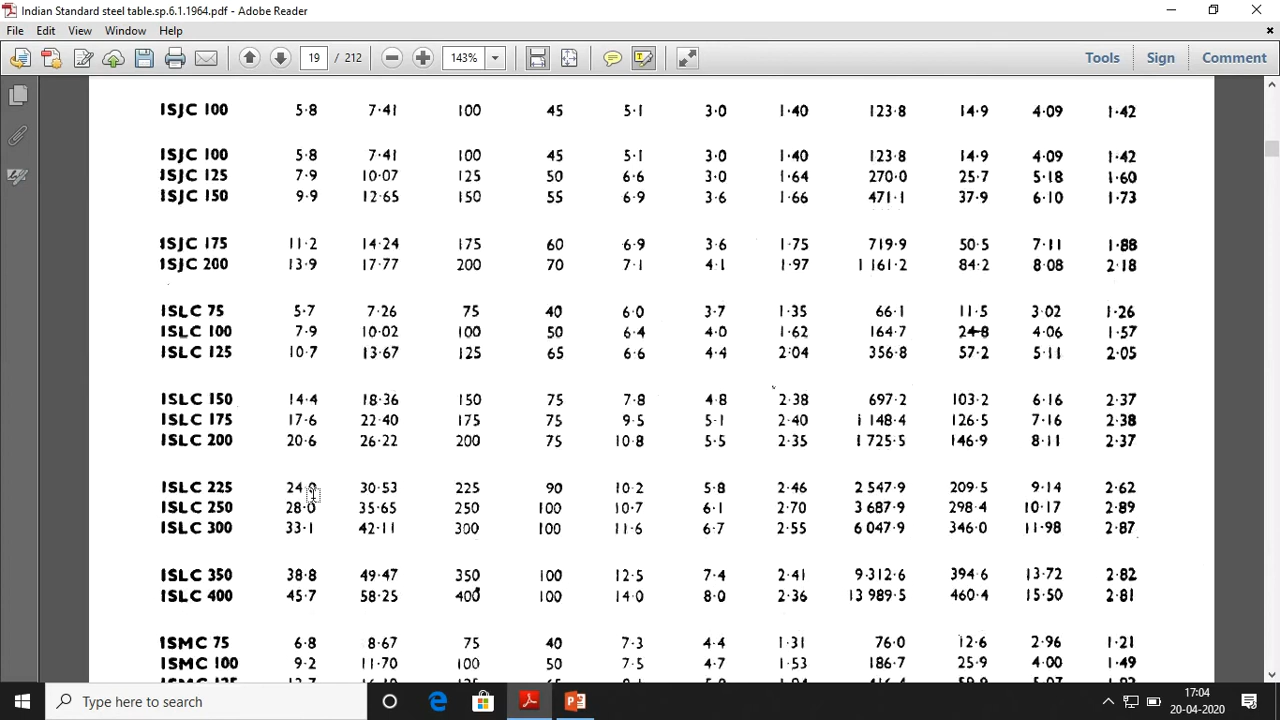 Indian Standard steel table.sp.6.1.1964.pdf - Adobe Reader
File Edit View Window Help
19 / 212 143% Tools Sign Comment
ISJC 100 5·8 7·41 100 45 5·1 3·0 1·40 123·8 14·9 4·09 1·42
ISJC 100 5·8 7·41 100 45 5·1 3·0 1·40 123·8 14·9 4·09 1·42
ISJC 125 7·9 10·07 125 50 6·6 3·0 1·64 270·0 25·7 5·18 1·60
ISJC 150 9·9 12·65 150 55 6·9 3·6 1·66 471·1 37·9 6·10 1·73
ISJC 175 11·2 14·24 175 60 6·9 3·6 1·75 719·9 50·5 7·11 1·88
ISJC 200 13·9 17·77 200 70 7·1 4·1 1·97 1 161·2 84·2 8·08 2·18
ISLC 75 5·7 7·26 75 40 6·0 3·7 1·35 66·1 11·5 3·02 1·26
ISLC 100 7·9 10·02 100 50 6·4 4·0 1·62 164·7 24·8 4·06 1·57
ISLC 125 10·7 13·67 125 65 6·6 4·4 2·04 356·8 57·2 5·11 2·05
ISLC 150 14·4 18·36 150 75 7·8 4·8 2·38 697·2 103·2 6·16 2·37
ISLC 175 17·6 22·40 175 75 9·5 5·1 2·40 1 148·4 126·5 7·16 2·38
ISLC 200 20·6 26·22 200 75 10·8 5·5 2·35 1 725·5 146·9 8·11 2·37
ISLC 225 30·53 225 90 10·2 5·8 2·46 2 547·9 209·5 9·14 2·62
ISLC 250 28·0 35·65 250 100 10·7 6·1 2·70 3 687·9 298·4 10·17 2·89
ISLC 300 33·1 42·11 300 100 11·6 6·7 2·55 6 047·9 346·0 11·98 2·87
ISLC 350 38·8 49·47 350 100 12·5 7·4 2·41 9·312·6 394·6 13·72 2·82
ISLC 400 45·7 58·25 400 100 14·0 8·0 2·36 13 989·5 460·4 15·50 2·81
ISMC 75 6·8 8·67 75 40 7·3 4·4 1·31 76·0 12·6 2·96 1·21
ISMC 100 9·2 11·70 100 50 7·5 4·7 1·53 186·7 25·9 4·00 1·49
Type here to search
17:04
20-04-2020